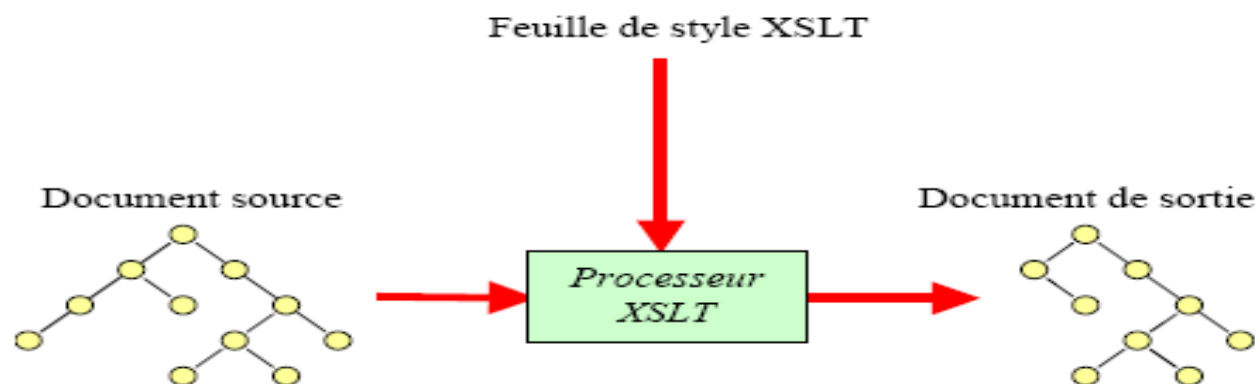 Feuille de style XSLT
Document source
Document de sortie
Processeur
XSLT